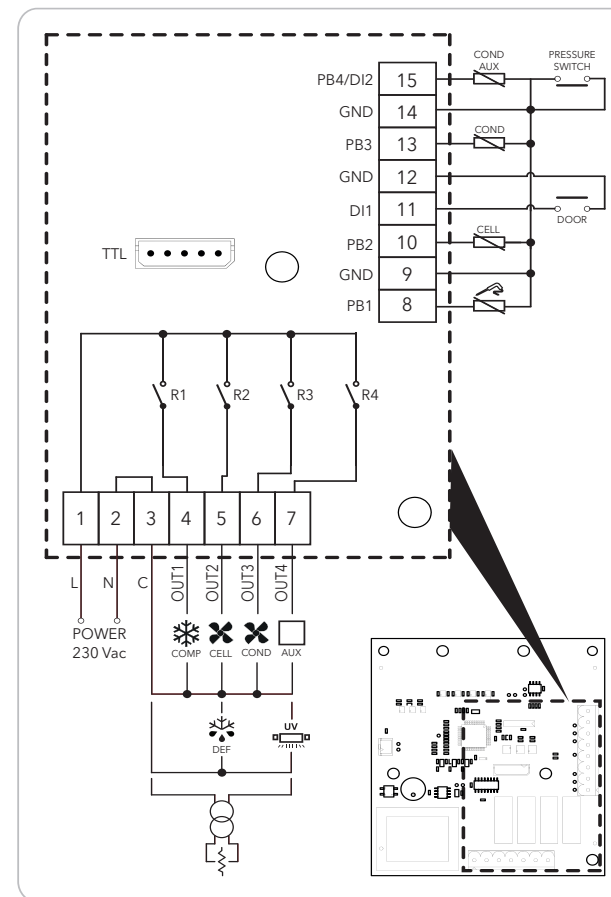 COND AUX
PRESSURE SWITCH
PB4/DI2 15
GND 14
COND
PB3 13
GND 12
DI1 11
DOOR
CELL
PB2 10
GND 9
PB1 8
TTL
R1 R2 R3 R4
1 2 3 4 5 6 7
L N C OUT1 OUT2 OUT3 OUT4
POWER
230 Vac
COMP CELL COND AUX
DEF
UV